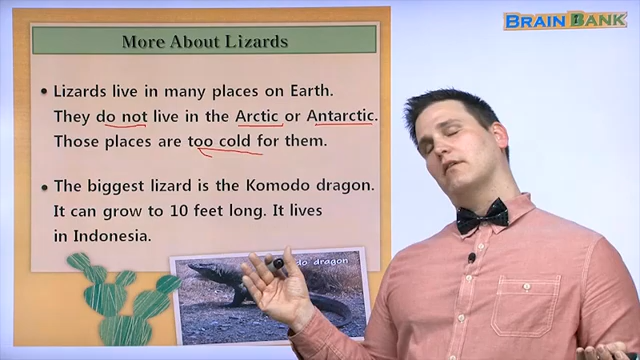 BRAIN BANK
More About Lizards
• Lizards live in many places on Earth.
They do not live in the Arctic or Antarctic.
Those places are too cold for them.
• The biggest lizard is the Komodo dragon.
It can grow to 10 feet long. It lives
in Indonesia.
do dragon